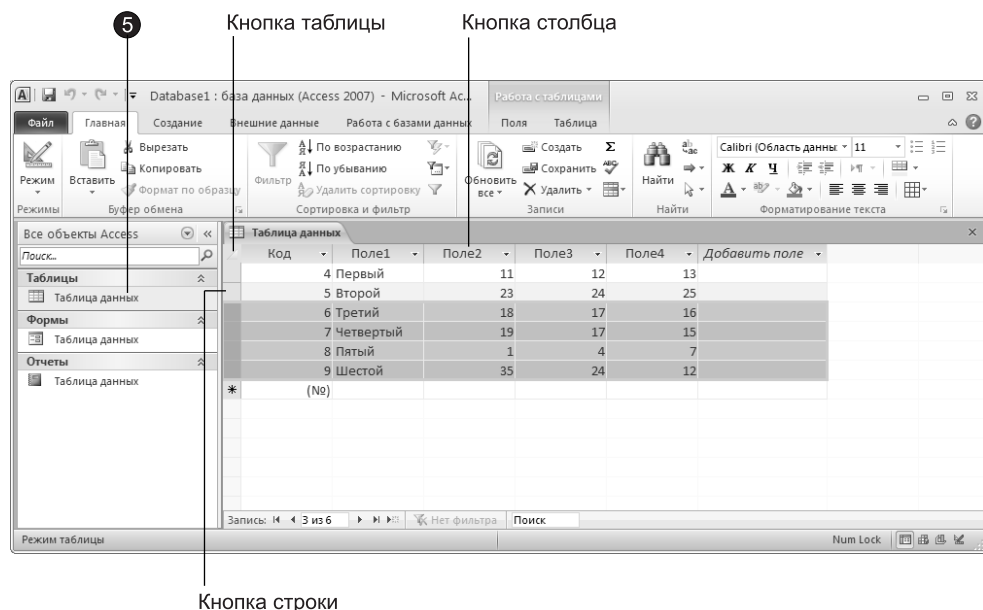 5 Кнопка таблицы Кнопка столбца
Database1 : база данных (Access 2007) - Microsoft Ac... Работа с таблицами
Файл Главная Создание Внешние данные Работа с базами данных Поля Таблица
Режим
Режимы
Вставить
Вырезать
Копировать
Формат по образцу
Буфер обмена
Фильтр
По возрастанию
По убыванию
Удалить сортировку
Сортировка и фильтр
Обновить все
Создать
Сохранить
Удалить
Записи
Найти
Найти
Calibri (Область данны 11
Ж К Ч
Форматирование текста
Все объекты Access
Поиск...
Таблицы
Таблица данных
Формы
Таблица данных
Отчеты
Таблица данных
Таблица данных
Код Поле1 Поле2 Поле3 Поле4 Добавить поле
4 Первый 11 12 13
5 Второй 23 24 25
6 Третий 18 17 16
7 Четвертый 19 17 15
8 Пятый 1 4 7
9 Шестой 35 24 12
(№)
Запись: 3 из 6 Нет фильтра Поиск
Режим таблицы Num Lock
Кнопка строки